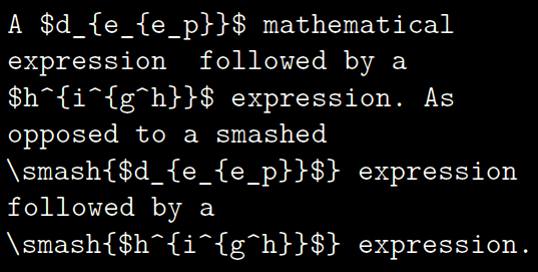 A $d_{e_{e_p}}$ mathematical
expression  followed by a
$h^{i^{g^h}}$ expression. As
opposed to a smashed
\smash{$d_{e_{e_p}}$} expression
followed by a
\smash{$h^{i^{g^h}}$} expression.